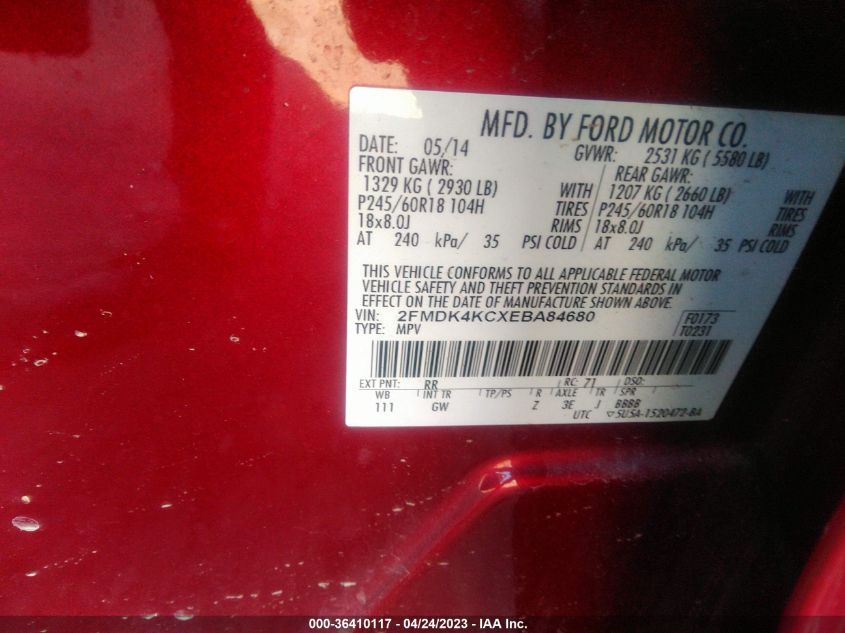 MFD. BY FORD MOTOR CO.
DATE: 05/14 GVWR: 2531 KG ( 5580 LB)
FRONT GAWR: REAR GAWR:
1329 KG ( 2930 LB) WITH 1207 KG ( 2660 LB) WITH
P245/60R18 104H TIRES P245/60R18 104H TIRES
18x8.0J RIMS 18x8.0J RIMS
AT 240 kPa/ 35 PSI COLD AT 240 kPa/ 35 PSI COLD
THIS VEHICLE CONFORMS TO ALL APPLICABLE FEDERAL MOTOR
VEHICLE SAFETY AND THEFT PREVENTION STANDARDS IN
EFFECT ON THE DATE OF MANUFACTURE SHOWN ABOVE.
VIN: 2FMDK4KCXEBA84680 F0173
TYPE: MPV T0231
EXT PNT: RR RC: 71 DSO:
WB INT TR TP/PS R AXLE TR SPR
111 GW Z 3E J BBBB
UTC ▽5U5A-1520472-BA
000-36410117 - 04/24/2023 - IAA Inc.